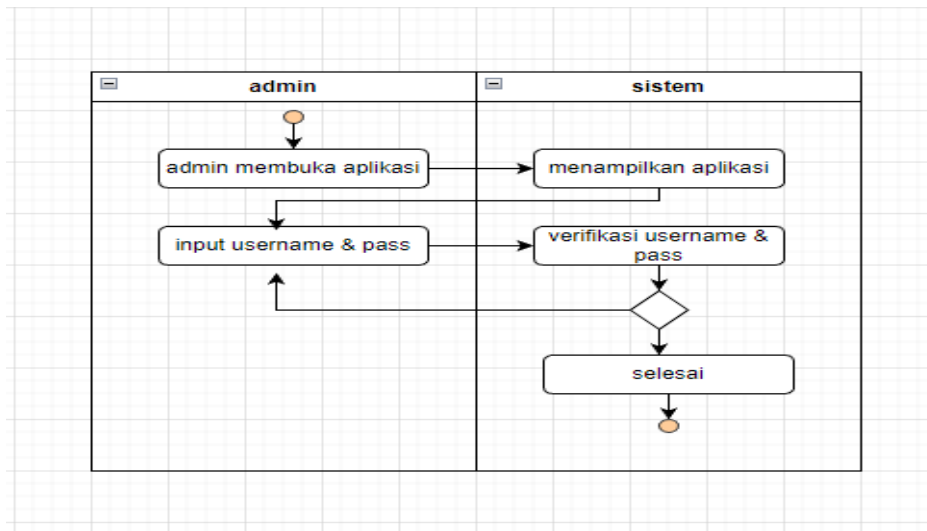 admin
sistem
admin membuka aplikasi
menampilkan aplikasi
input username & pass
verifikasi username &
pass
selesai